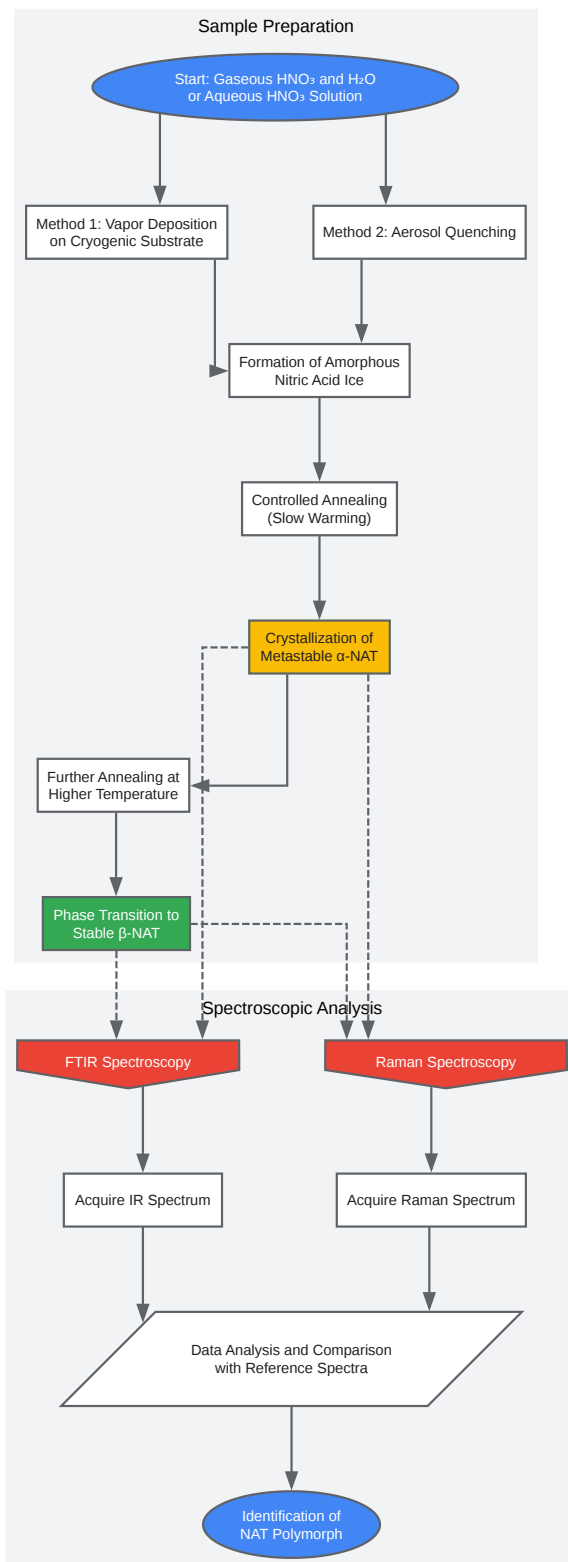 Sample Preparation
Start: Gaseous HNO₃ and H₂O
or Aqueous HNO₃ Solution
Method 1: Vapor Deposition
on Cryogenic Substrate
Method 2: Aerosol Quenching
Formation of Amorphous
Nitric Acid Ice
Controlled Annealing
(Slow Warming)
Crystallization of
Metastable α-NAT
Further Annealing at
Higher Temperature
Phase Transition to
Stable β-NAT
Spectroscopic Analysis
FTIR Spectroscopy
Raman Spectroscopy
Acquire IR Spectrum
Acquire Raman Spectrum
Data Analysis and Comparison
with Reference Spectra
Identification of
NAT Polymorph